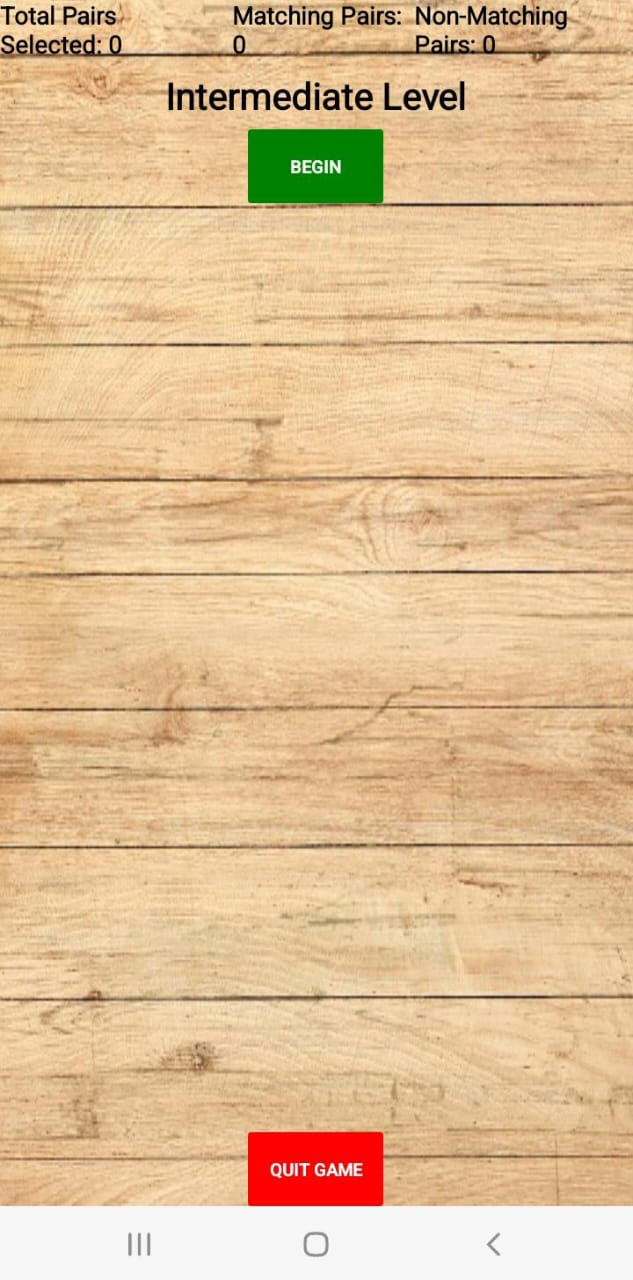 Total Pairs
Selected: 0
Matching Pairs:
0
Non-Matching
Pairs: 0
Intermediate Level
BEGIN
QUIT GAME